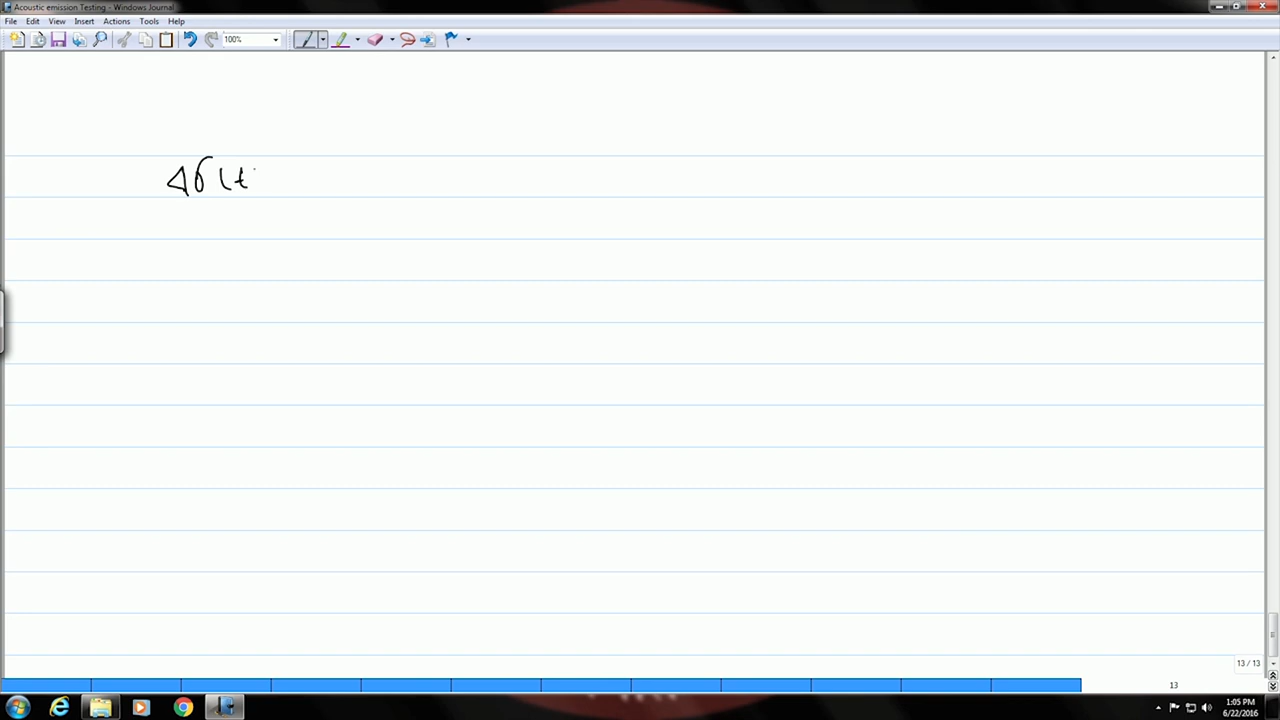 Acoustic emission Testing - Windows Journal
File Edit View Insert Actions Tools Help
100%
Δσ(t
13 / 13
13
1:05 PM
6/22/2016